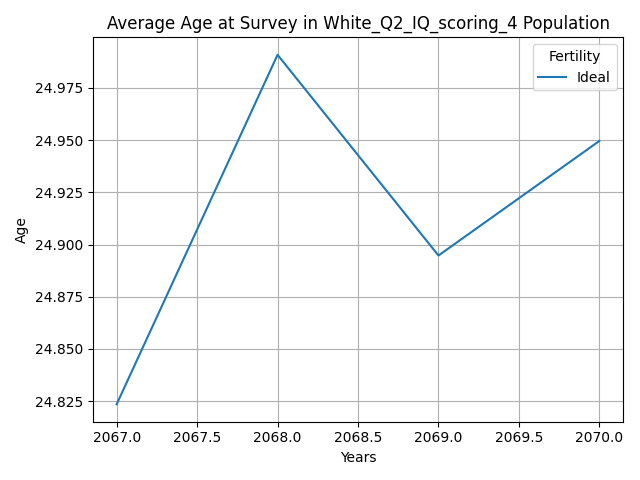 Average Age at Survey in White_Q2_IQ_scoring_4 Population
Fertility
Ideal
24.975
24.950
24.925
24.900
24.875
24.850
24.825
Age
2067.0 2067.5 2068.0 2068.5 2069.0 2069.5 2070.0
Years